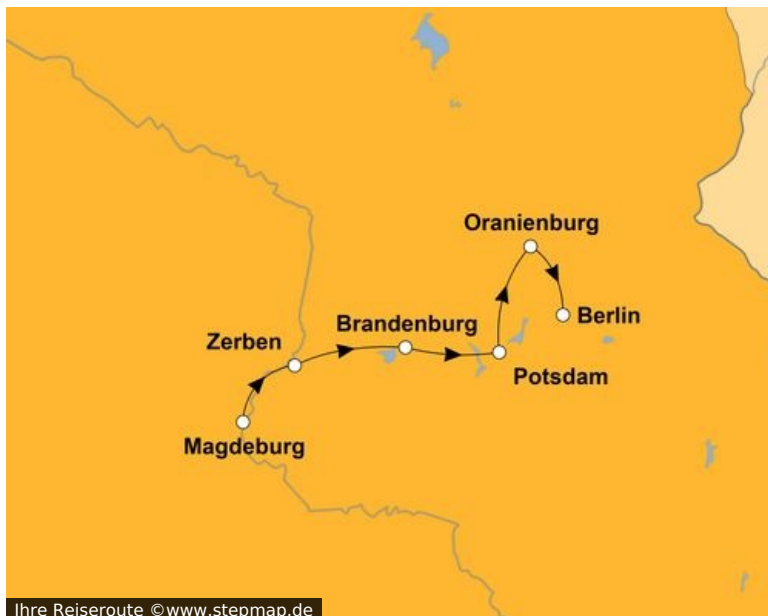 Oranienburg
Berlin
Brandenburg
Zerben
Potsdam
Magdeburg
Ihre Reiseroute ©www.stepmap.de